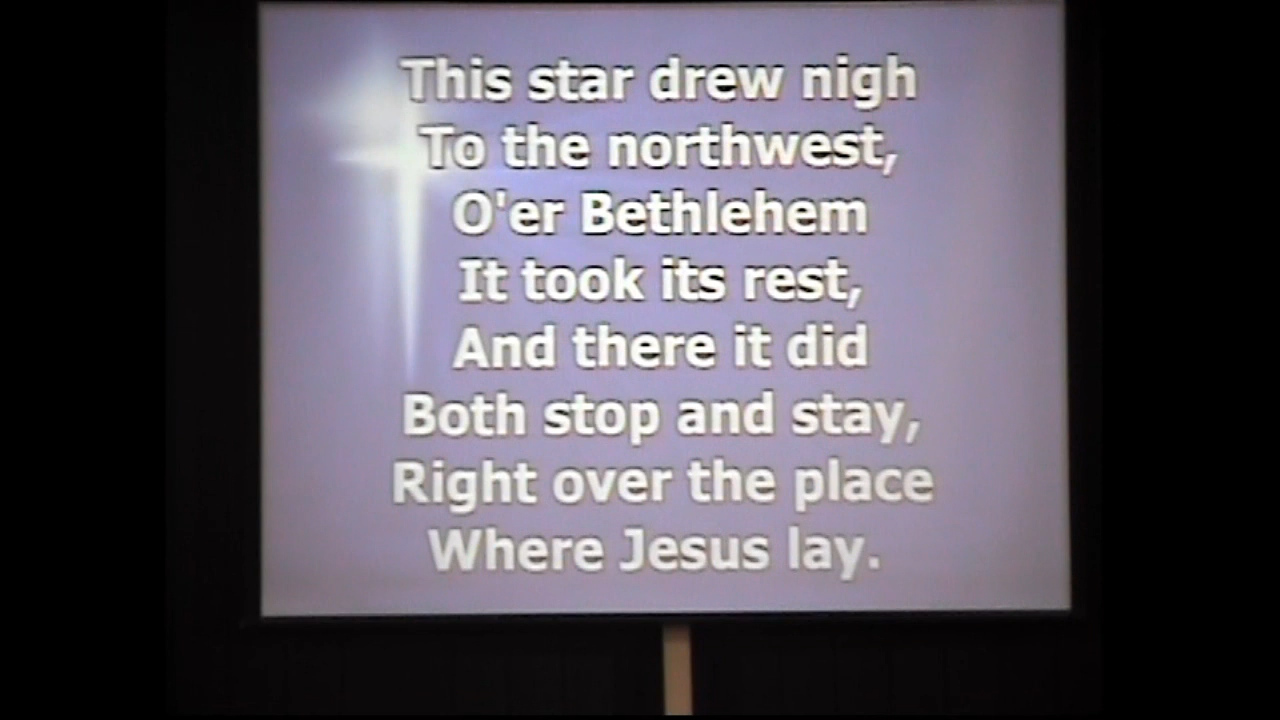 This star drew nigh
To the northwest,
O'er Bethlehem
It took its rest,
And there it did
Both stop and stay,
Right over the place
Where Jesus lay.